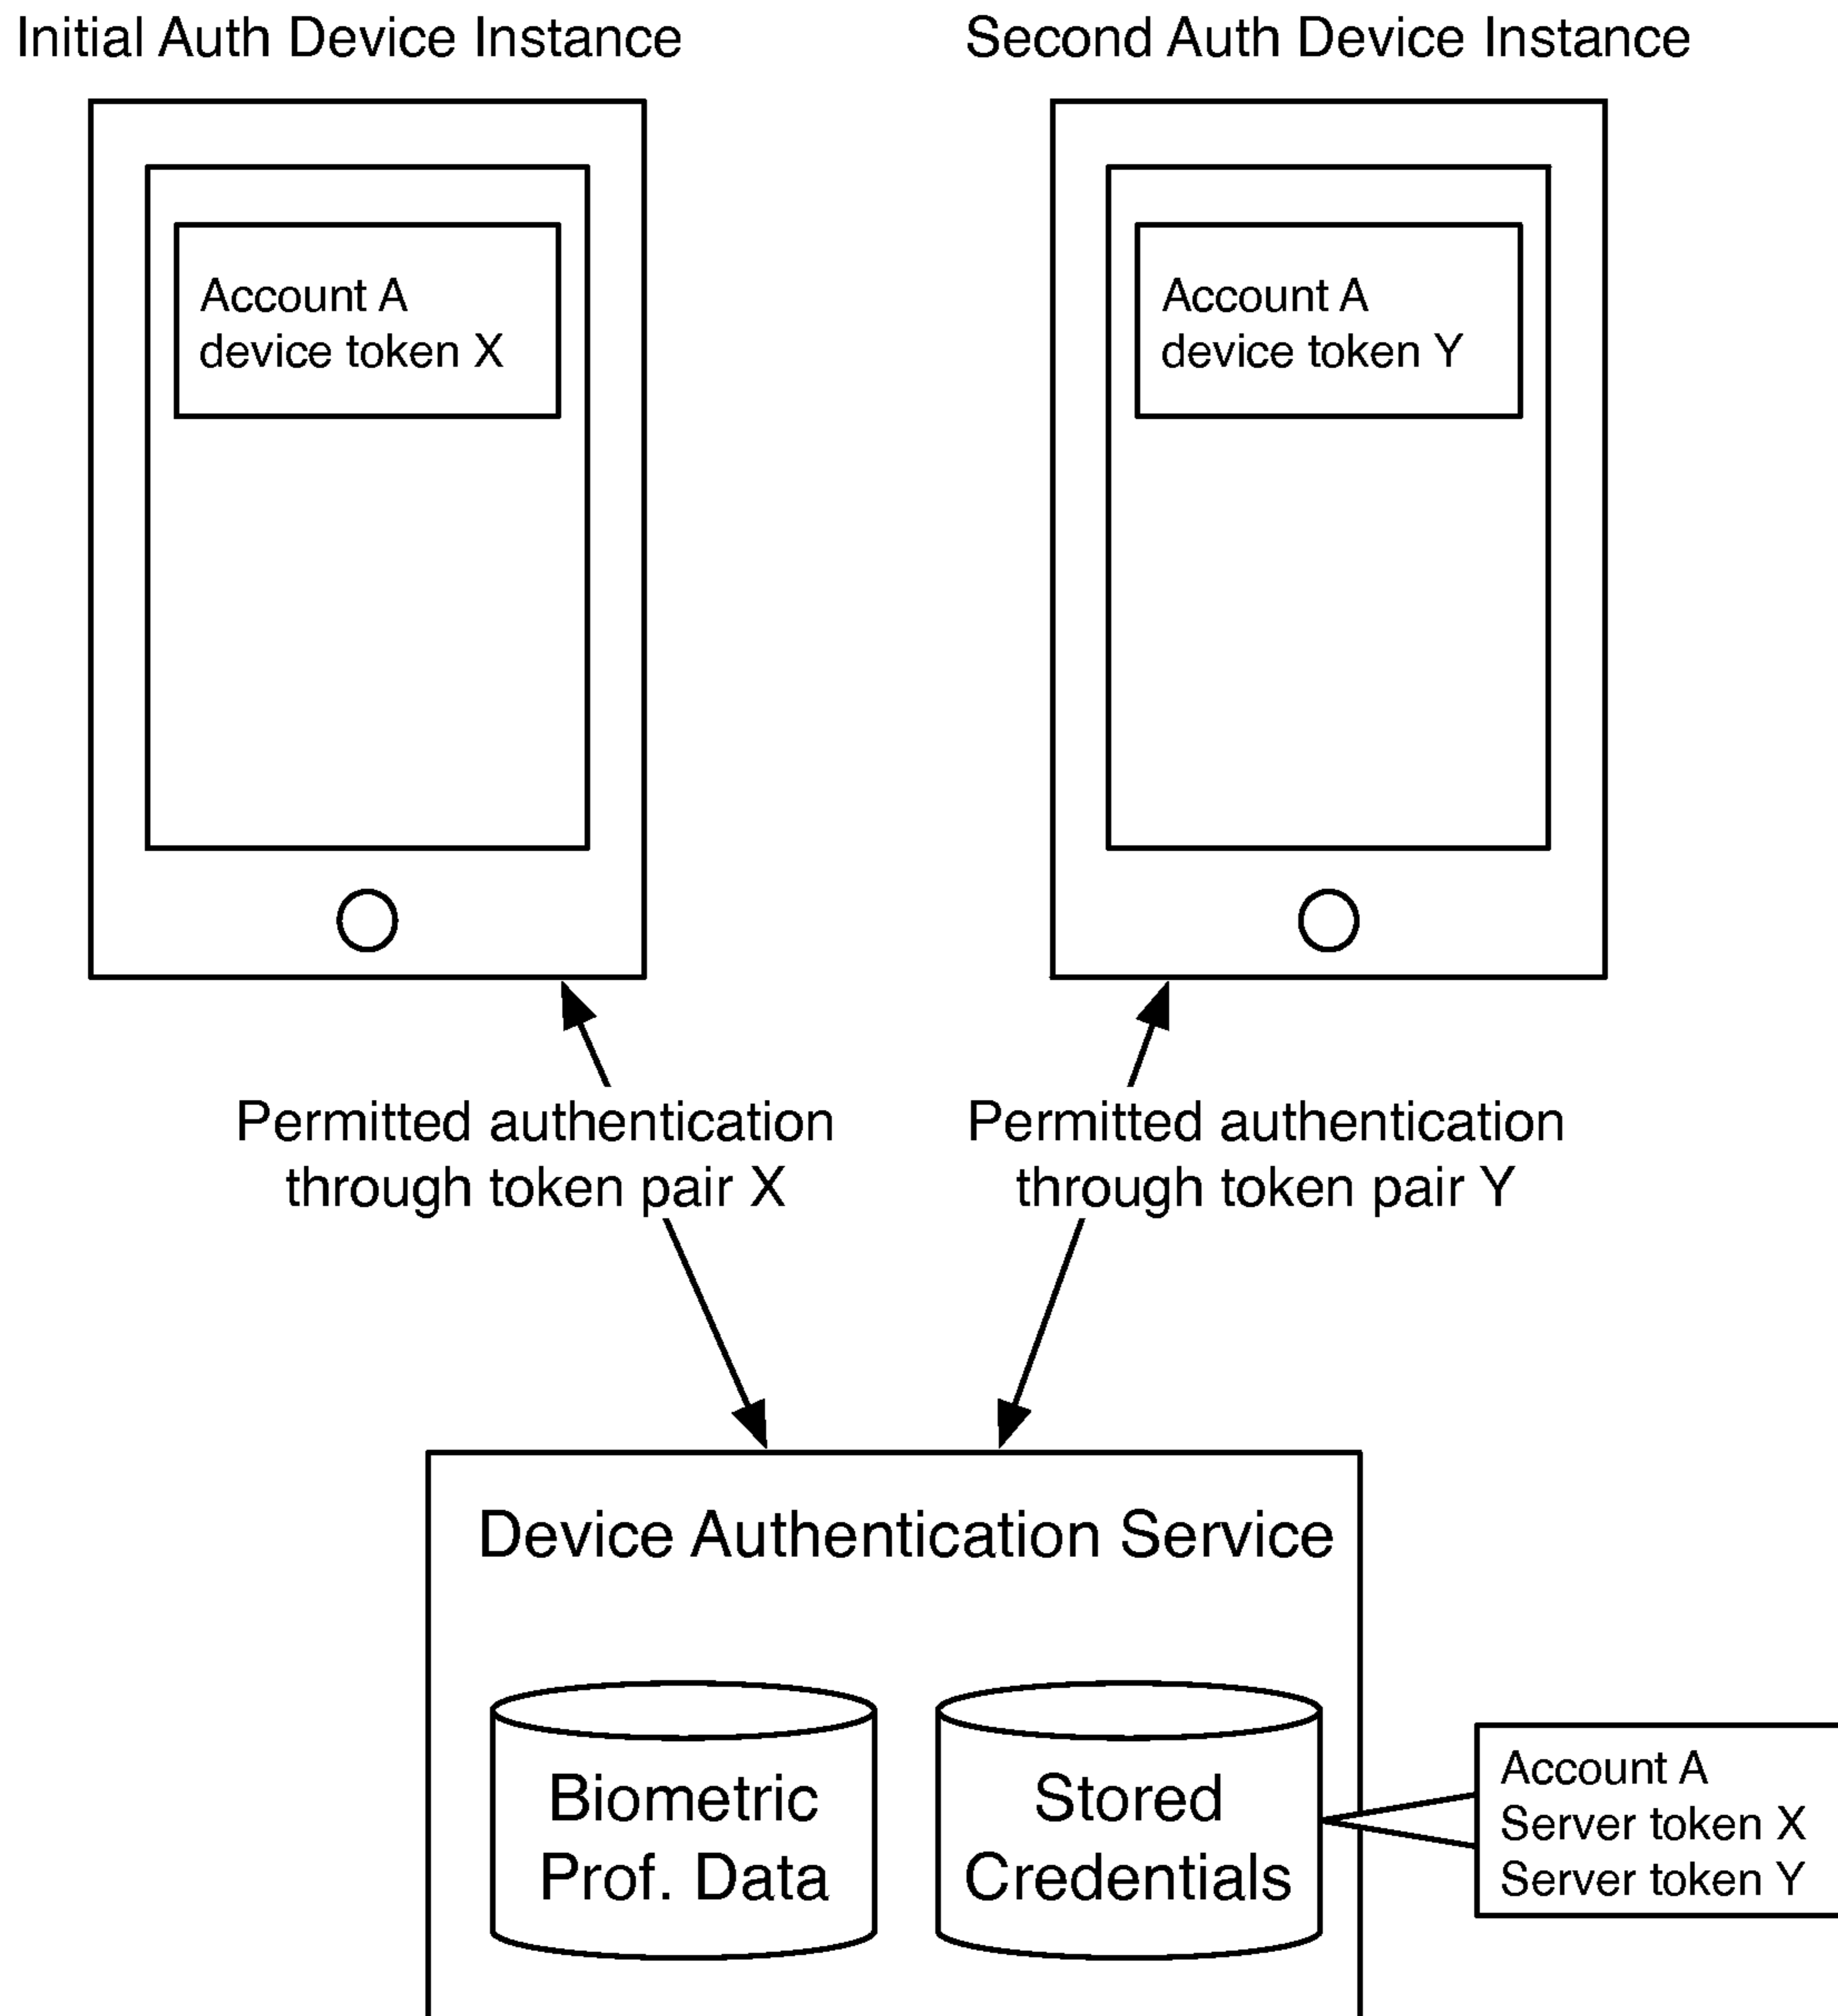 Initial Auth Device Instance
Second Auth Device Instance
Account A
device token X
Account A
device token Y
Permitted authentication
through token pair X
Permitted authentication
through token pair Y
Device Authentication Service
Biometric
Prof. Data
Stored
Credentials
Account A
Server token X
Server token Y